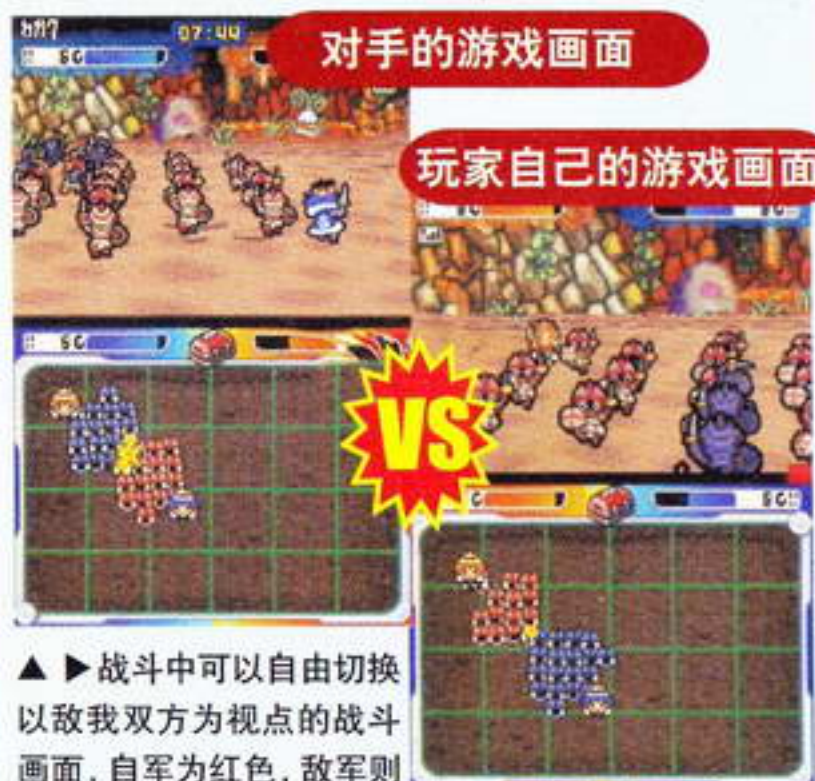 07:44
对手的游戏画面
玩家自己的游戏画面
VS
▲ ▶战斗中可以自由切换
以敌我双方为视点的战斗
画面，自军为红色，敌军则